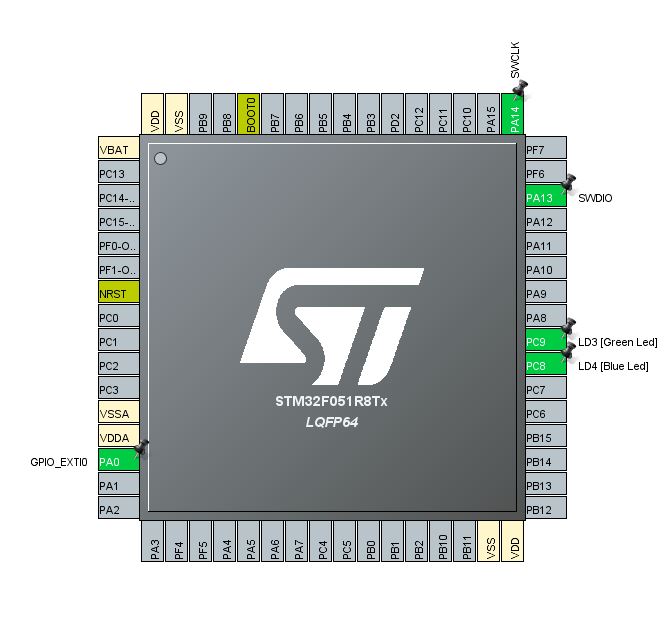 SWCLK
VDD
VSS
PB9
PB8
BOOT0
PB7
PB6
PB5
PB4
PB3
PD2
PC12
PC11
PC10
PA15
PA14
VBAT
PC13
PC14-..
PC15-..
PF0-O..
PF1-O..
NRST
PC0
PC1
PC2
PC3
VSSA
VDDA
GPIO_EXTI0 PA0
PA1
PA2
ST
STM32F051R8Tx
LQFP64
PF7
PF6
PA13 SWDIO
PA12
PA11
PA10
PA9
PA8
PC9 LD3 [Green Led]
PC8 LD4 [Blue Led]
PC7
PC6
PB15
PB14
PB13
PB12
PA3
PF4
PF5
PA4
PA5
PA6
PA7
PC4
PC5
PB0
PB1
PB2
PB10
PB11
VSS
VDD